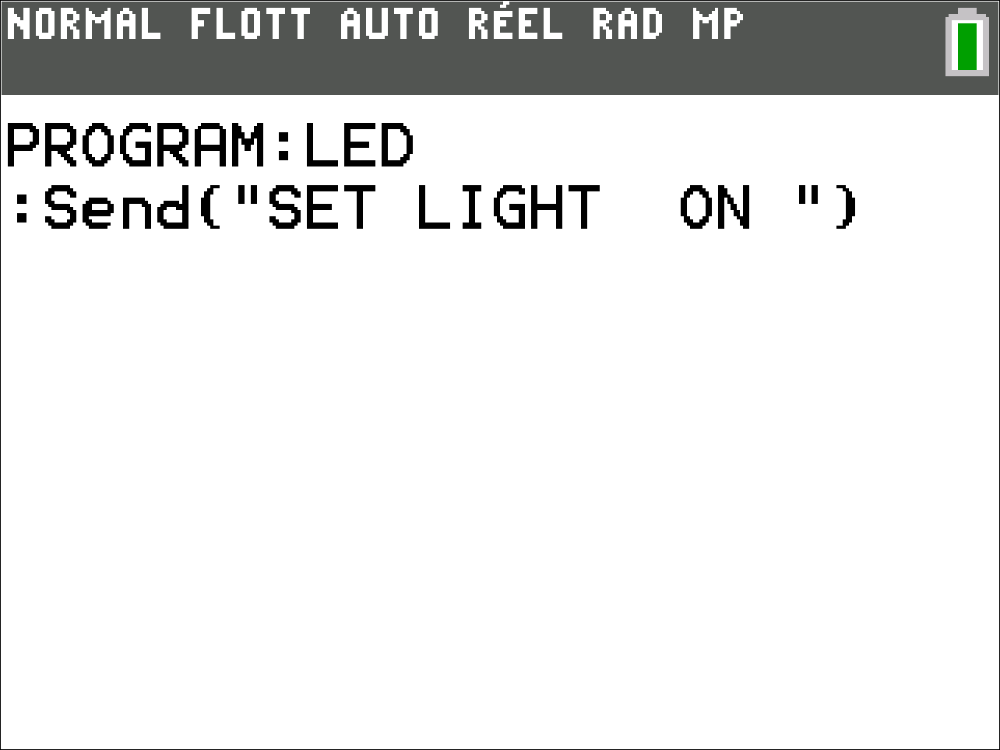 NORMAL FLOTT AUTO RÉEL RAD MP
PROGRAM:LED
:Send("SET LIGHT  ON ")